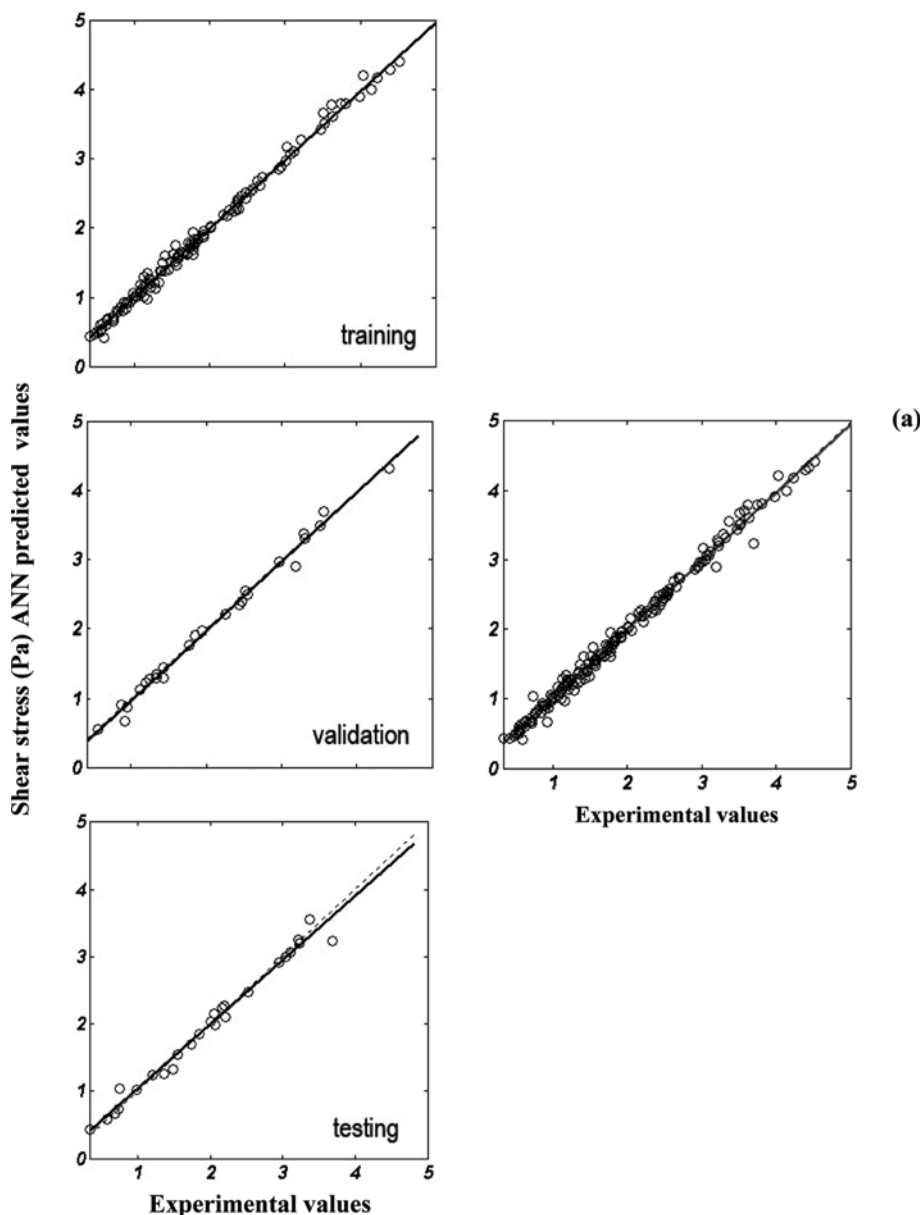 5
4
3
2
1
0
training
Shear stress (Pa) ANN predicted values
5
4
3
2
1
0
validation
(a)
5
4
3
2
1
0
1 2 3 4 5
Experimental values
5
4
3
2
1
0
testing
1 2 3 4 5
Experimental values